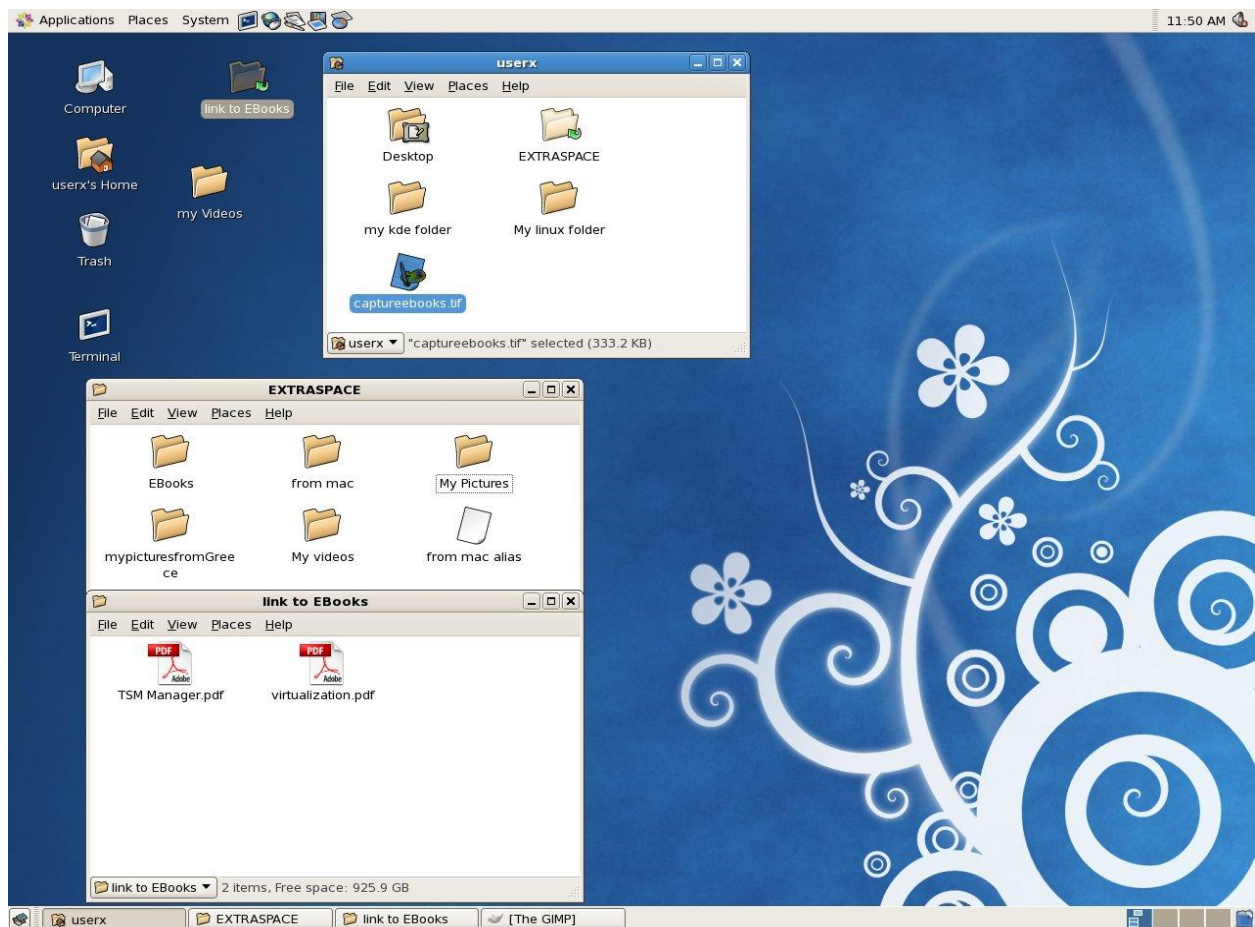 Applications Places System
11:50 AM
Computer
link to EBooks
userx's Home
my Videos
Trash
Terminal
userx
File Edit View Places Help
Desktop
EXTRASPACE
my kde folder
My linux folder
captureebooks.tif
userx "captureebooks.tif" selected (333.2 KB)
EXTRASPACE
File Edit View Places Help
EBooks
from mac
My Pictures
mypicturesfromGree
ce
My videos
from mac alias
link to EBooks
File Edit View Places Help
PDF
Adobe
TSM Manager.pdf
PDF
Adobe
virtualization.pdf
link to EBooks 2 items, Free space: 925.9 GB
userx
EXTRASPACE
link to EBooks
[The GIMP]